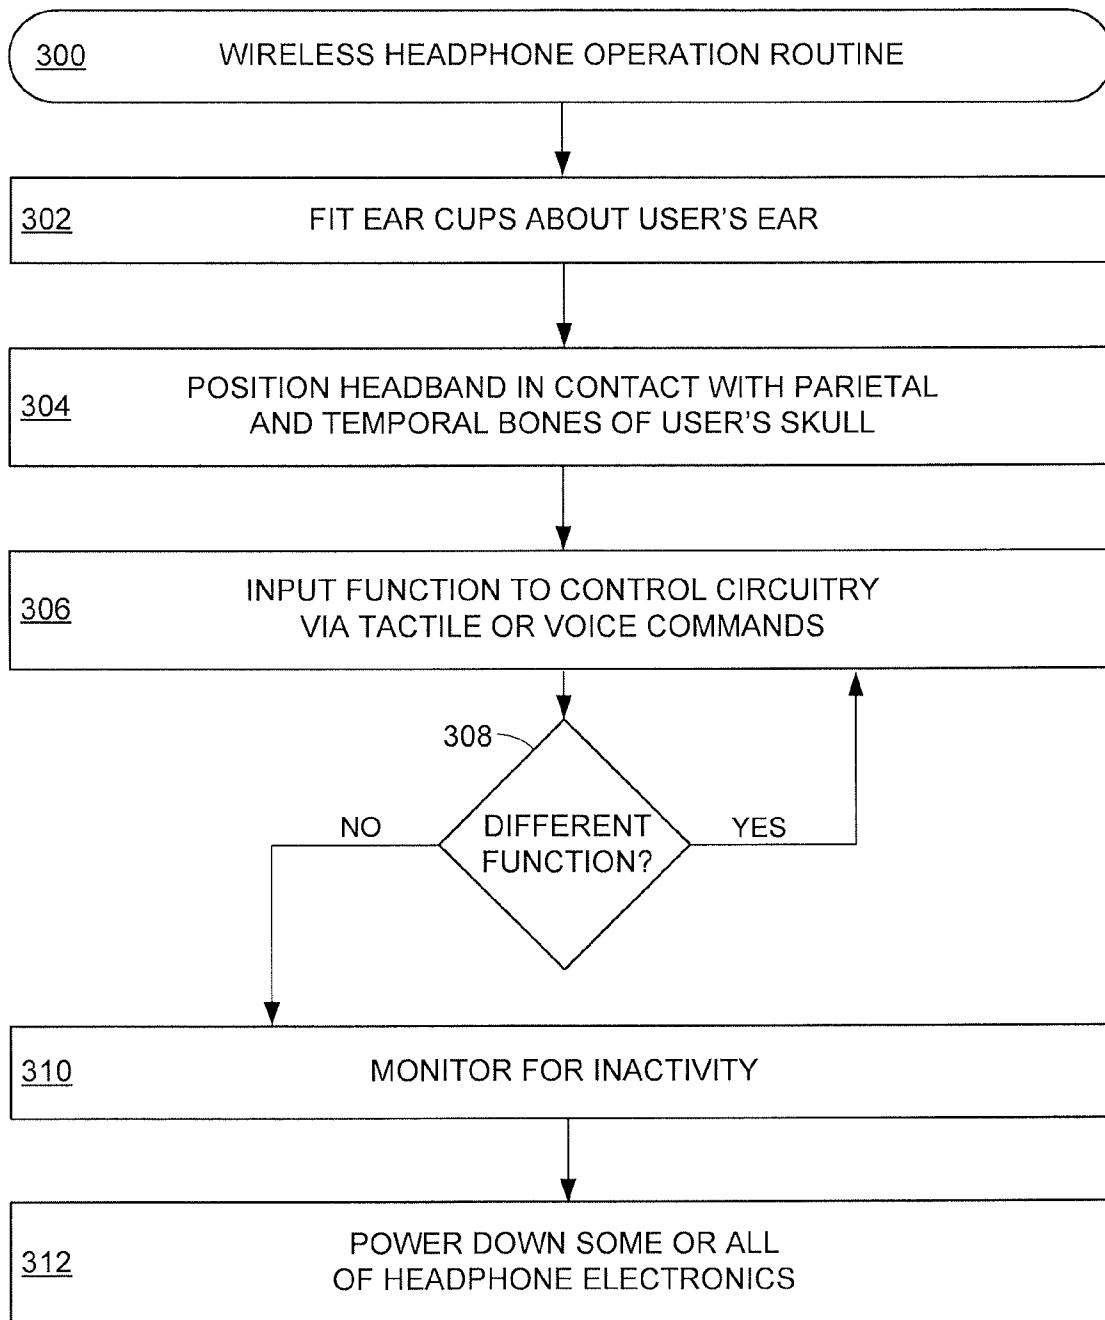 300 WIRELESS HEADPHONE OPERATION ROUTINE
302 FIT EAR CUPS ABOUT USER'S EAR
304 POSITION HEADBAND IN CONTACT WITH PARIETAL
AND TEMPORAL BONES OF USER'S SKULL
306 INPUT FUNCTION TO CONTROL CIRCUITRY
VIA TACTILE OR VOICE COMMANDS
308
NO
DIFFERENT
FUNCTION?
YES
310 MONITOR FOR INACTIVITY
312 POWER DOWN SOME OR ALL
OF HEADPHONE ELECTRONICS